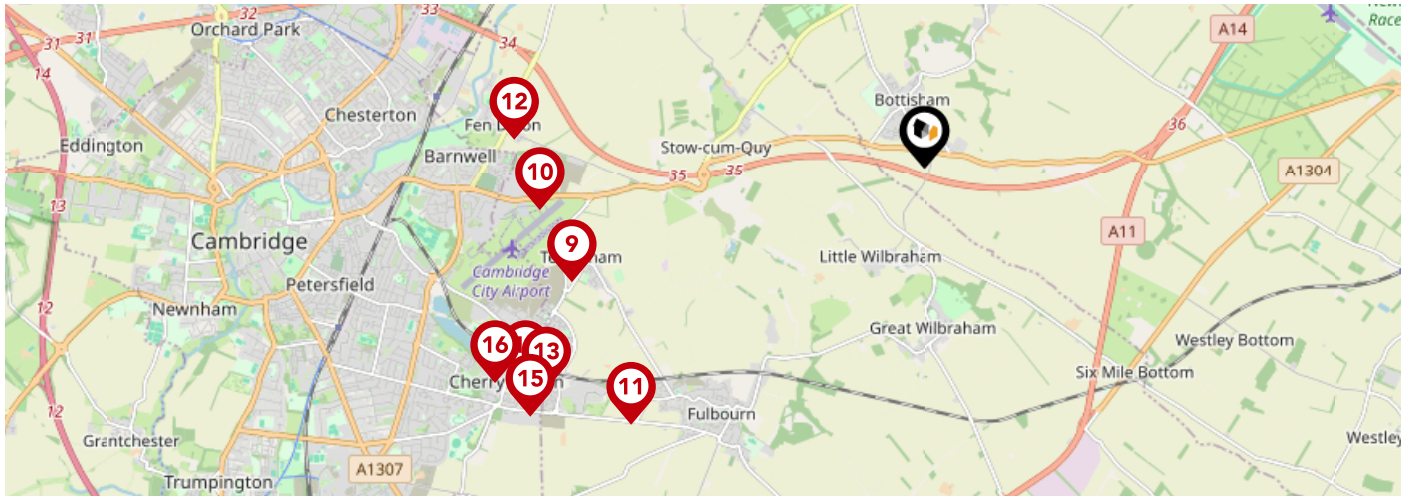 33
32
Orchard Park
31
31
34
14
A14
Race
Chesterton
12
Bottisham
36
Eddington
Barnwell
Stow-cum-Quy
35
35
10
A1304
13
A11
Cambridge
9
Cambridge
City Airport
Little Wilbraham
Petersfield
12
Newnham
Great Wilbraham
Westley Bottom
16
13
15
Six Mile Bottom
11
12
Fulbourn
Grantchester
Westley
A1307
Trumpington